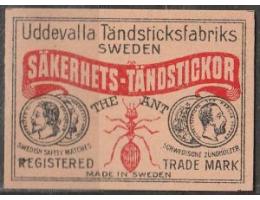 Uddevalla Tändsticksfabriks
SWEDEN
SÄKERHETS-TÄNDSTICKOR
THE ANT
SWEDISH SAFETY MATCHES
SCHWEDISCHE ZÜNDHÖLZER
REGISTERED TRADE MARK
MADE IN SWEDEN